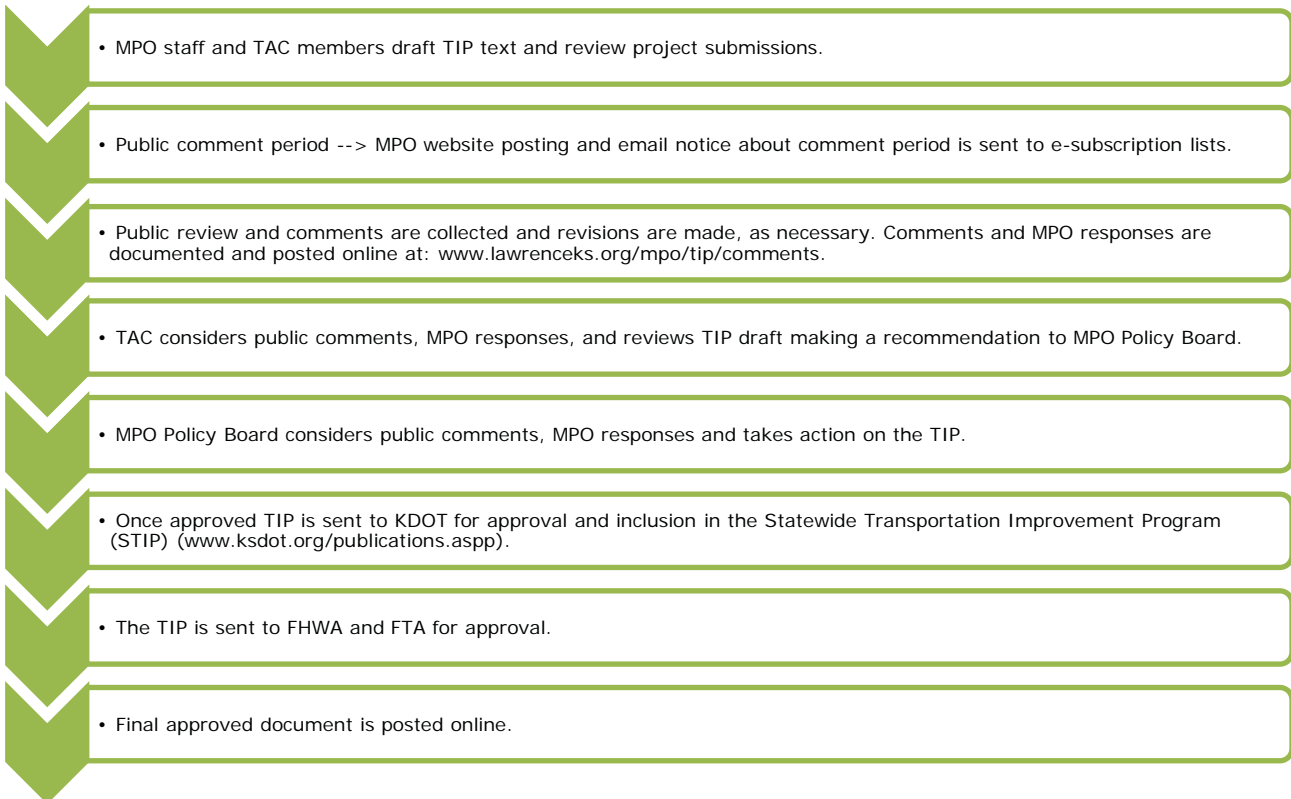 • MPO staff and TAC members draft TIP text and review project submissions.
• Public comment period --> MPO website posting and email notice about comment period is sent to e-subscription lists.
• Public review and comments are collected and revisions are made, as necessary. Comments and MPO responses are
documented and posted online at: www.lawrenceks.org/mpo/tip/comments.
• TAC considers public comments, MPO responses, and reviews TIP draft making a recommendation to MPO Policy Board.
• MPO Policy Board considers public comments, MPO responses and takes action on the TIP.
• Once approved TIP is sent to KDOT for approval and inclusion in the Statewide Transportation Improvement Program
(STIP) (www.ksdot.org/publications.aspp).
• The TIP is sent to FHWA and FTA for approval.
• Final approved document is posted online.